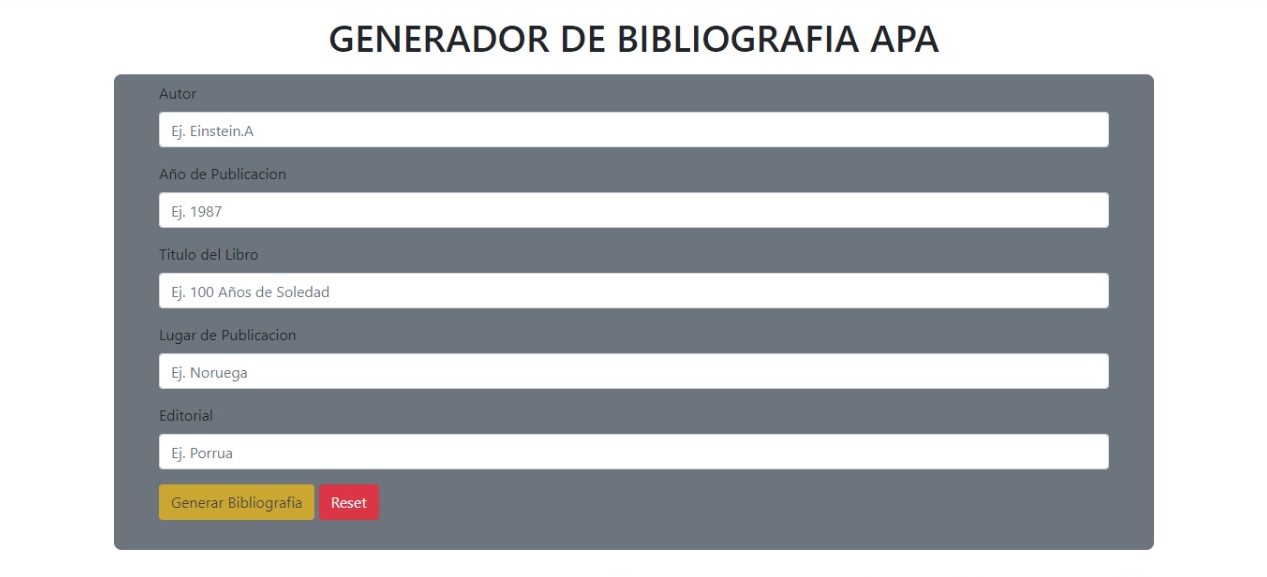 GENERADOR DE BIBLIOGRAFIA APA
Autor
Ej. Einstein.A
Año de Publicacion
Ej. 1987
Titulo del Libro
Ej. 100 Años de Soledad
Lugar de Publicacion
Ej. Noruega
Editorial
Ej. Porrua
Generar Bibliografia Reset